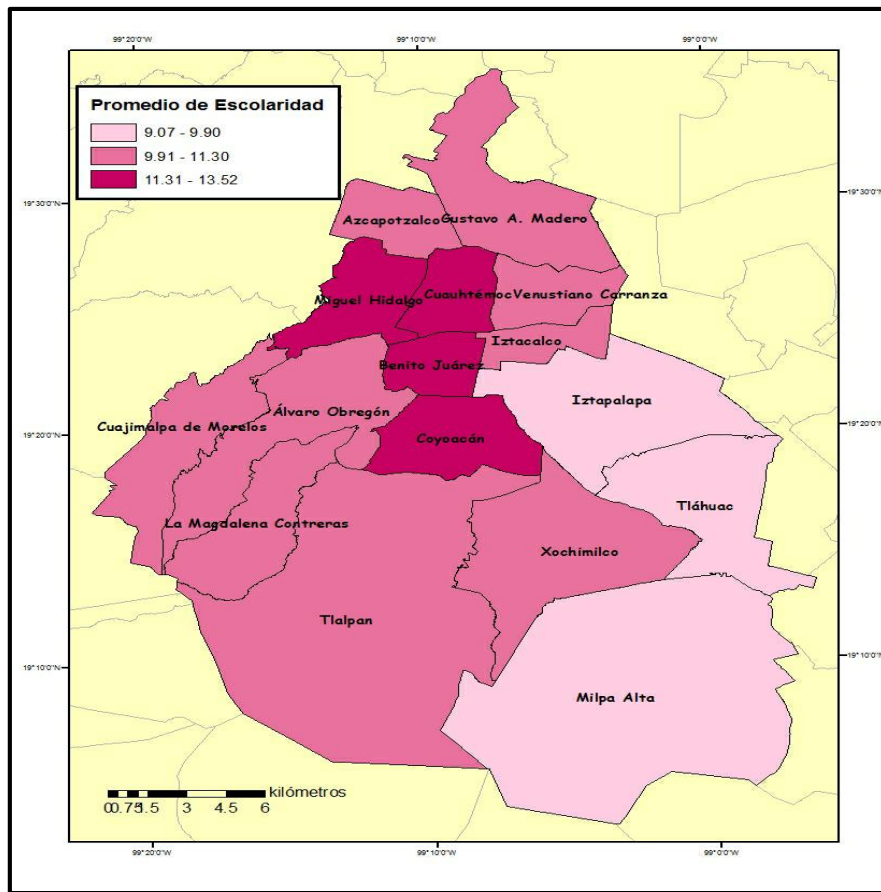 99°20'0"W 99°10'0"W 99°0'0"W
Promedio de Escolaridad
9.07 - 9.90
9.91 - 11.30
11.31 - 13.52
19°30'0"N 19°30'0"N
Azcapotzalco Gustavo A. Madero
Miguel Hidalgo Cuauhtémoc Venustiano Carranza
Iztacalco
Benito Juárez
Iztapalapa
Cuajimalpa de Morelos Álvaro Obregón
19°20'0"N 19°20'0"N
Coyoacán
Tláhuac
La Magdalena Contreras
Xochimilco
Tlalpan
19°10'0"N 19°10'0"N
Milpa Alta
kilómetros
0 0.75 1.5 3 4.5 6
99°20'0"W 99°10'0"W 99°0'0"W